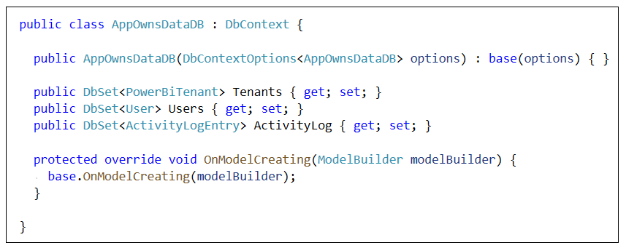 public class AppOwnsDataDB : DbContext {
public AppOwnsDataDB(DbContextOptions<AppOwnsDataDB> options) : base(options) { }
public DbSet<PowerBiTenant> Tenants { get; set; }
public DbSet<User> Users { get; set; }
public DbSet<ActivityLogEntry> ActivityLog { get; set; }
protected override void OnModelCreating(ModelBuilder modelBuilder) {
base.OnModelCreating(modelBuilder);
}
}